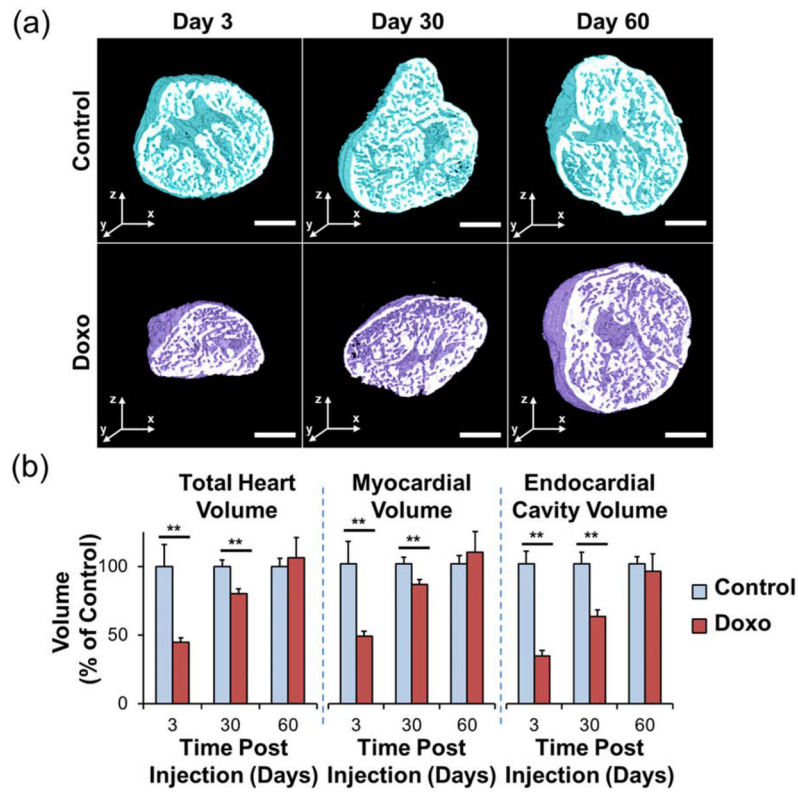 (a)
Day 3 Day 30 Day 60
Control
z x y z x y z x y
Doxo
z x y z x y z x y
(b)
Total Heart Volume
Myocardial Volume
Endocardial Cavity Volume
Volume
(% of Control)
100
50
0
** ** ** ** ** **
Control
Doxo
3 30 60 3 30 60 3 30 60
Time Post Time Post Time Post
Injection (Days) Injection (Days) Injection (Days)